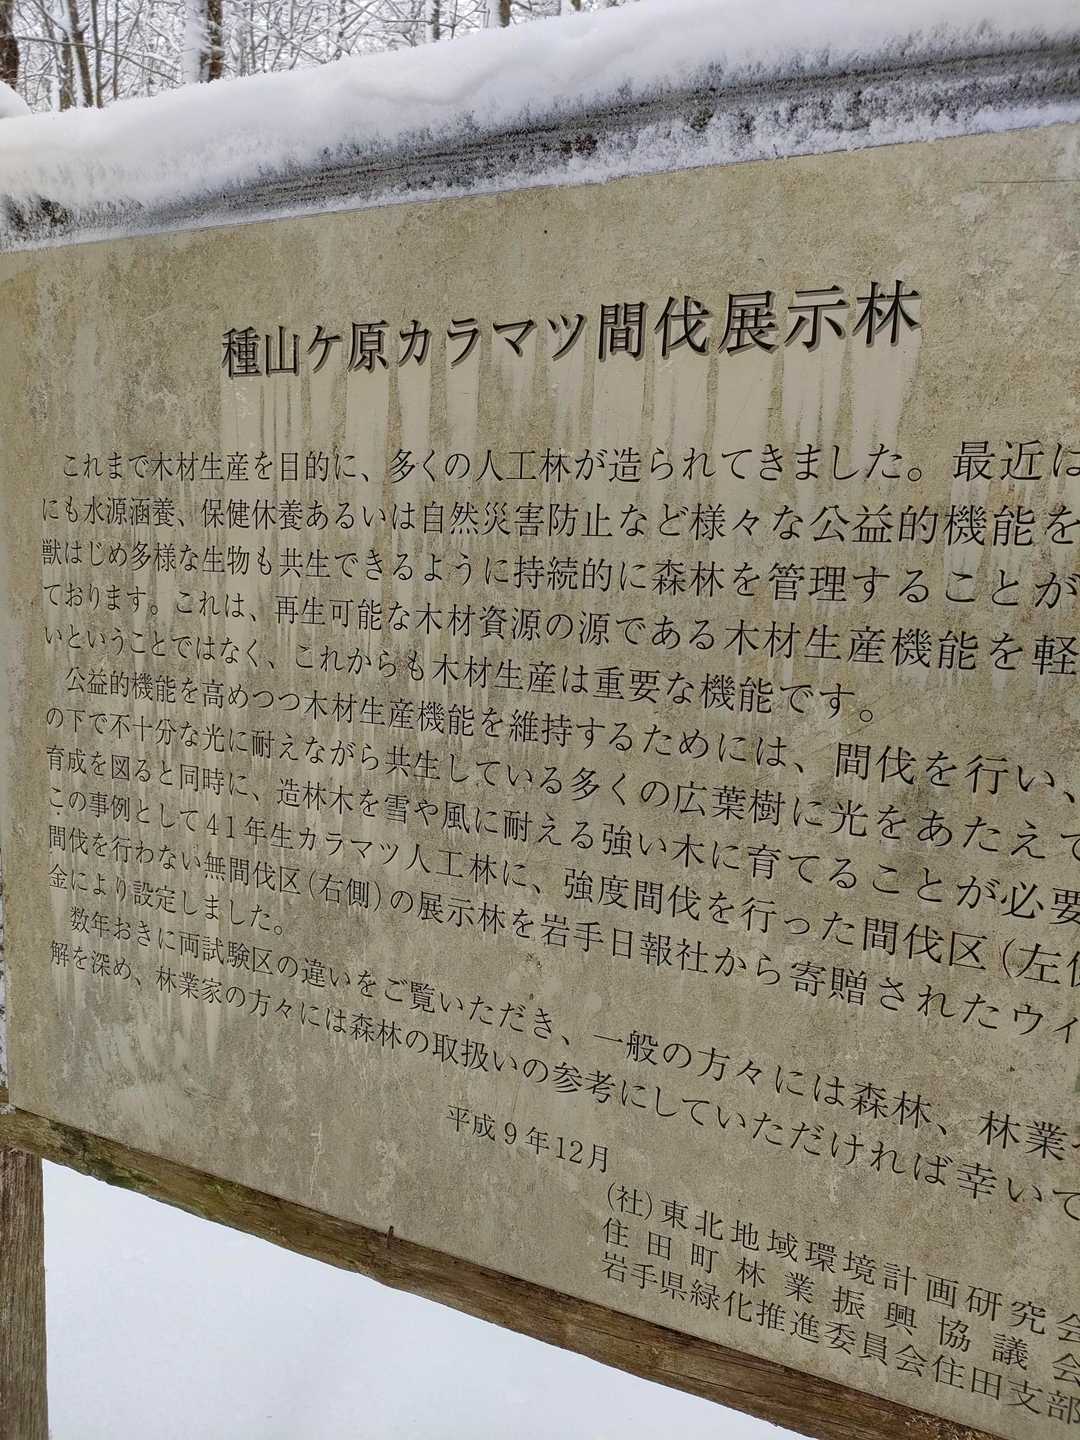 種山ケ原カラマツ間伐展示林
これまで木材生産を目的に、多くの人工林が造られてきました。最近は
にも水源涵養、保健休養あるいは自然災害防止など様々な公益的機能を
獣はじめ多様な生物も共生できるように持続的に森林を管理することが
ております。これは、再生可能な木材資源の源である木材生産機能を軽
いということではなく、これからも木材生産は重要な機能です。
公益的機能を高めつつ木材生産機能を維持するためには、間伐を行い、
の下で不十分な光に耐えながら共生している多くの広葉樹に光をあたえて
育成を図ると同時に、造林木を雪や風に耐える強い木に育てることが必要
この事例として41年生カラマツ人工林に、強度間伐を行った間伐区(左側
間伐を行わない無間伐区(右側)の展示林を岩手日報社から寄贈されたウィ
金により設定しました。
数年おきに両試験区の違いをご覧いただき、一般の方々には森林、林業
解を深め、林業家の方々には森林の取扱いの参考にしていただければ幸いで
平成9年12月
(社)東北地域環境計画研究会
住田町林業振興協議会
岩手県緑化推進委員会住田支部